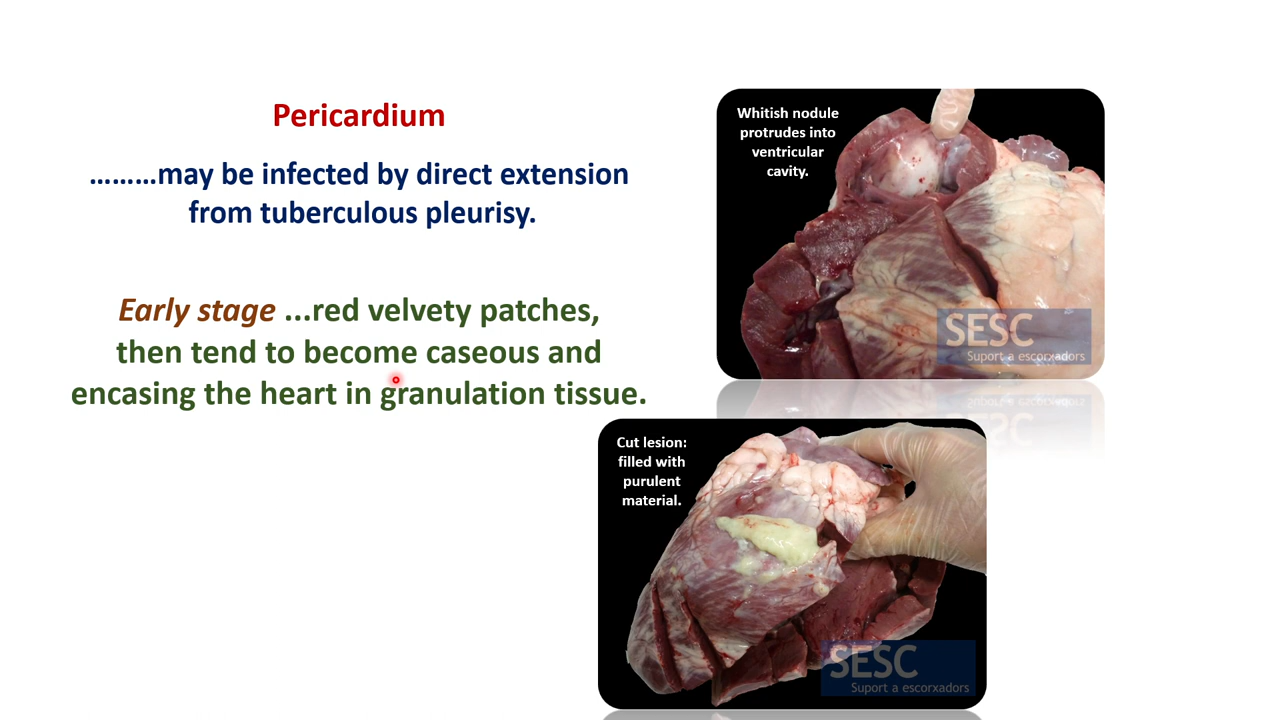 Pericardium
.........may be infected by direct extension
from tuberculous pleurisy.
Early stage ...red velvety patches,
then tend to become caseous and
encasing the heart in granulation tissue.
Whitish nodule
protrudes into
ventricular
cavity.
SESC
Suport a escorxadors
Cut lesion:
filled with
purulent
material.
SESC
Suport a escorxadors